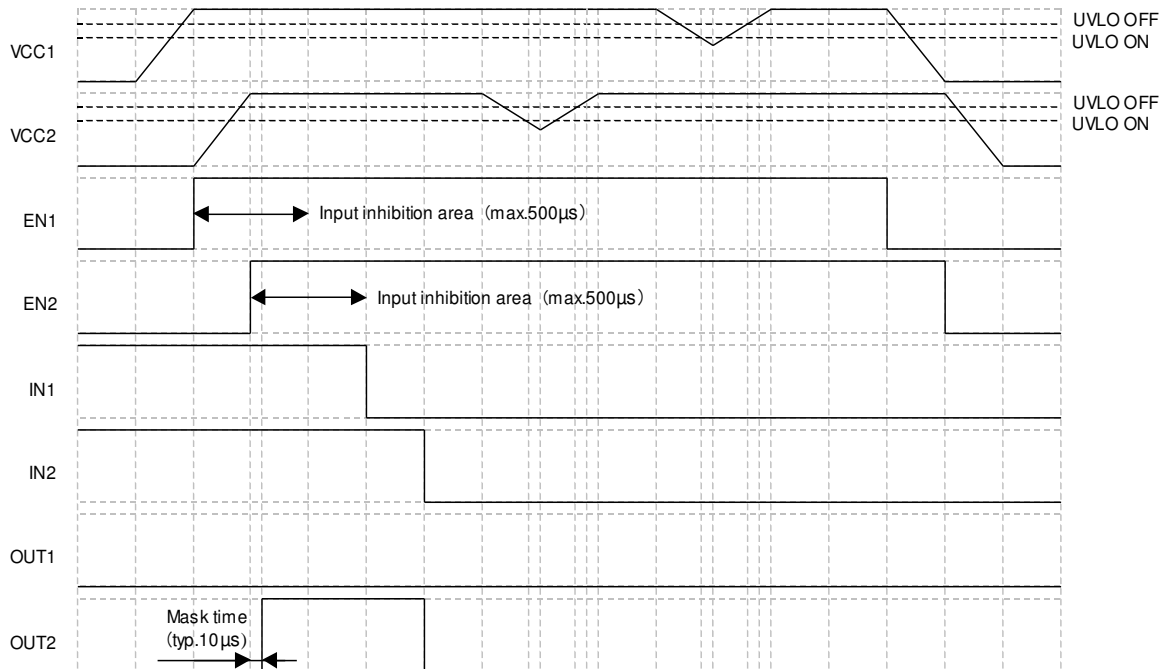 UVLO OFF
UVLO ON
VCC1
UVLO OFF
UVLO ON
VCC2
EN1
Input inhibition area (max.500µs)
EN2
Input inhibition area (max.500µs)
IN1
IN2
OUT1
Mask time
(typ.10µs)
OUT2